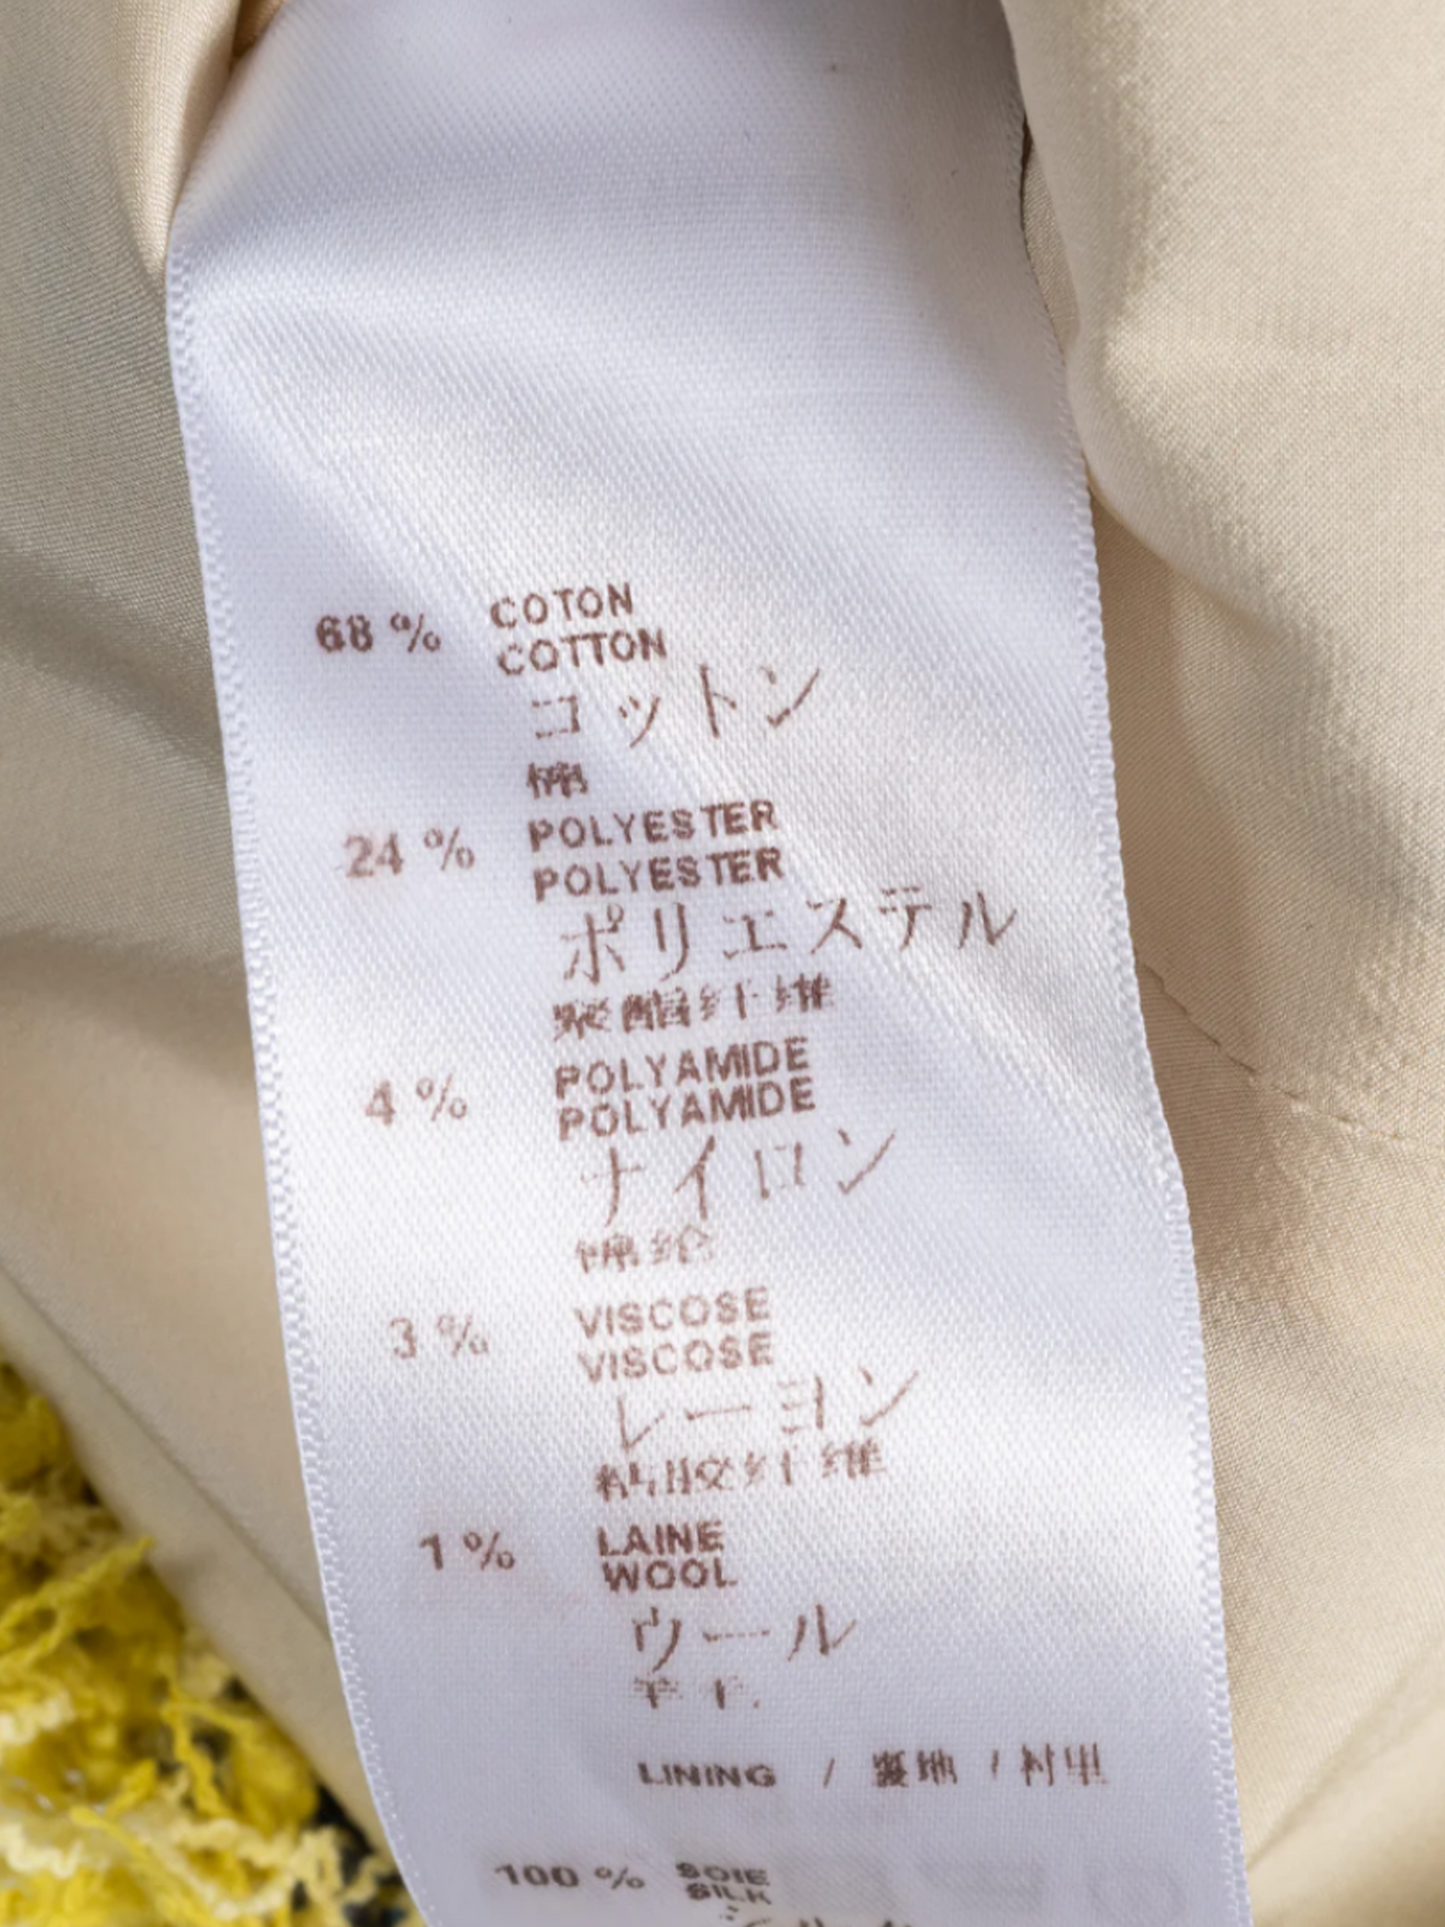 68 % COTON
COTTON
コットン
棉
24 % POLYESTER
POLYESTER
ポリエステル
聚酯纤维
4 % POLYAMIDE
POLYAMIDE
ナイロン
锦纶
3 % VISCOSE
VISCOSE
レーヨン
粘胶纤维
1 % LAINE
WOOL
ウール
羊毛
LINING / 裏地 / 衬里
100 % SOIE
SILK